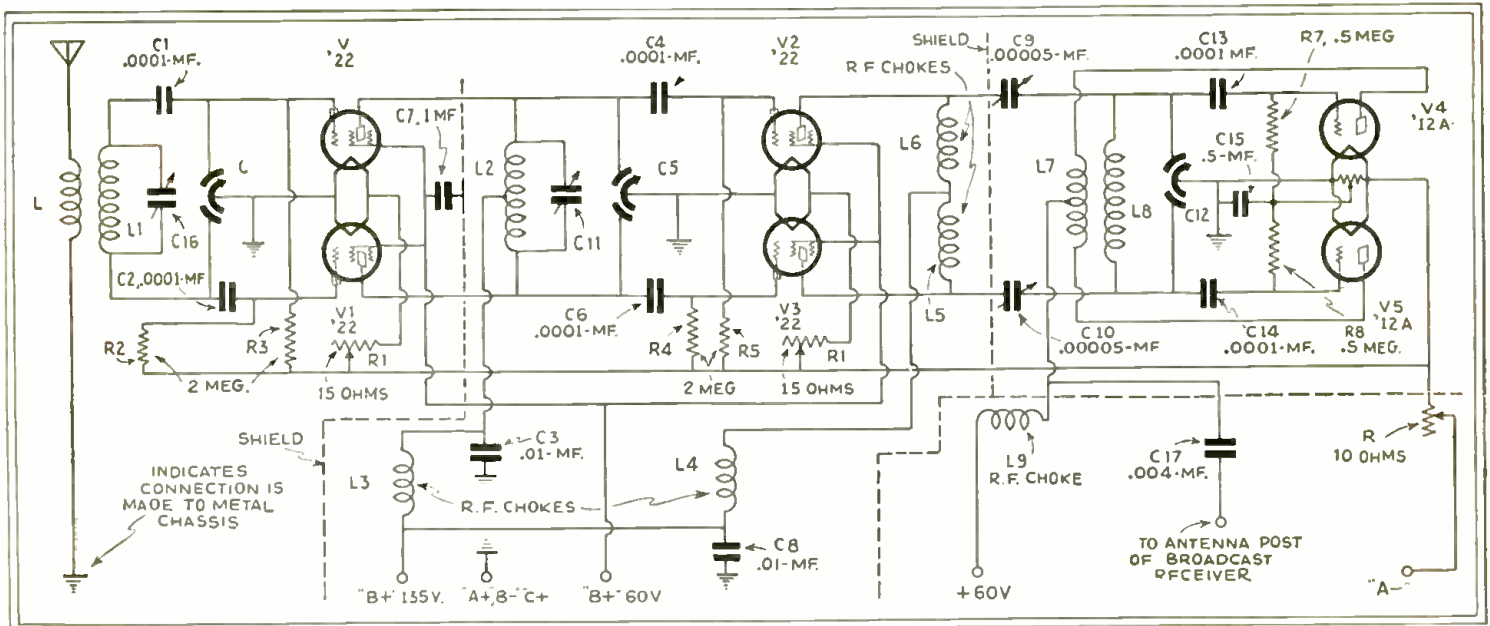 C1
.0001-MF.
'V
'22
C4
.0001-MF.
'V2
'22
SHIELD
R.F. CHOKES
C9
.00005-MF.
C13
.0001 MF.
R7, .5 MEG
V4
'12A
C7, 1 MF
C15
.5-MF.
L
L1
C16
C
L2
C11
C5
L6
L7
L8
C12
C2, .0001-MF
R2
R3
2 MEG.
V1
'22
R1
15 OHMS
C6
.0001-MF.
R4
R5
2 MEG
V3
'22
R1
15 OHMS
L5
C10
.00005-MF
C14
.0001-MF.
R8
.5 MEG.
V5
'12A
SHIELD
INDICATES
CONNECTION IS
MADE TO METAL
CHASSIS
L3
C3
.01-MF.
R.F. CHOKES
L4
C8
.01-MF.
L9
R.F. CHOKE
C17
.004-MF.
R
10 OHMS
TO ANTENNA POST
OF BROADCAST
RECEIVER
"B+" 135V.
"A+, B-" C+
"B+" 60V
+60V
"A-"